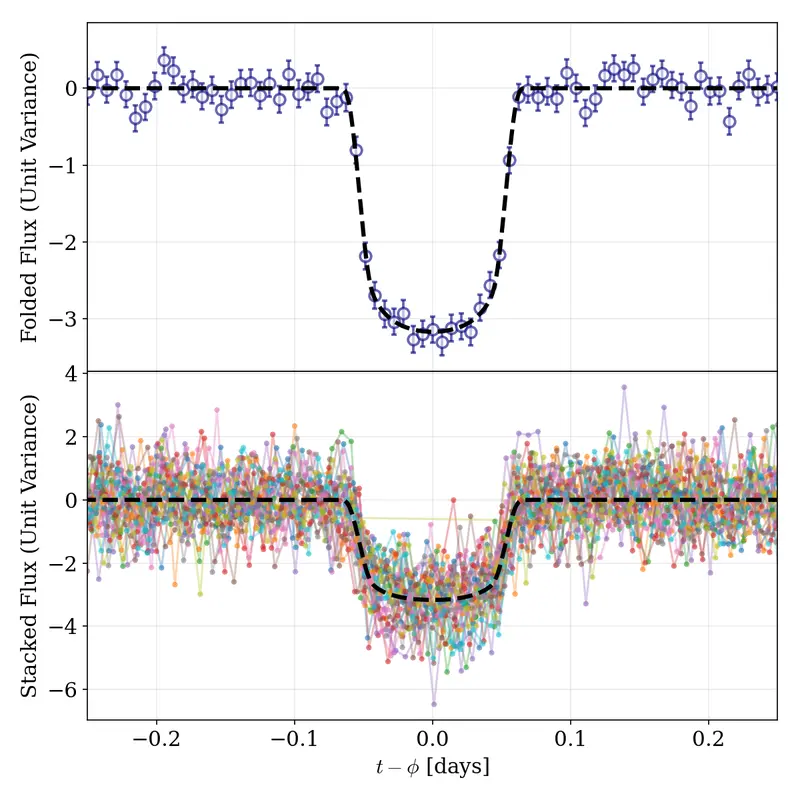 Folded Flux (Unit Variance)
0
−1
−2
−3
Stacked Flux (Unit Variance)
4
2
0
−2
−4
−6
−0.2 −0.1 0.0 0.1 0.2
t − ϕ [days]